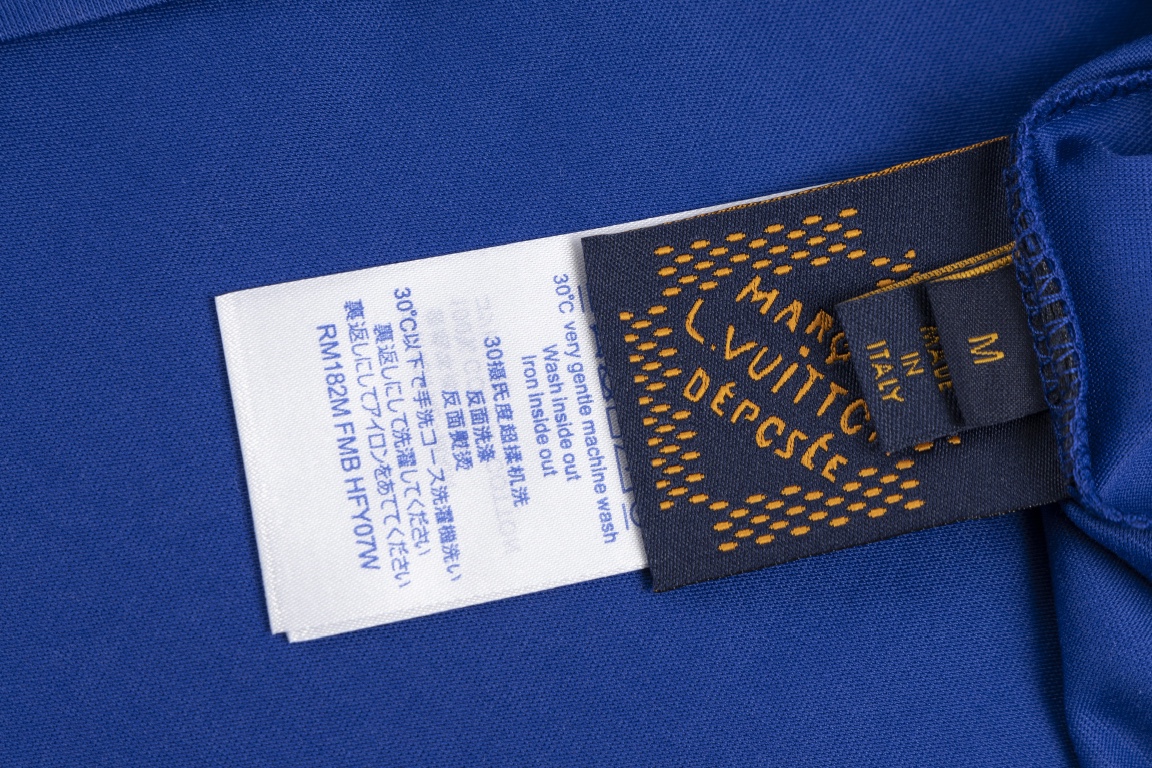 30℃ very gentle machine wash
Wash inside out
Iron inside out
30摄氏度超揉机洗
反面洗涤
反面熨烫
30℃以下で手洗コース洗濯機洗い
裏返しにして洗濯してください
裏返しにしてアイロンをあててください
RM182M FMB HFY07W
L.VUiTTO
DÉPOSÉE
MADE
IN
ITALY
M